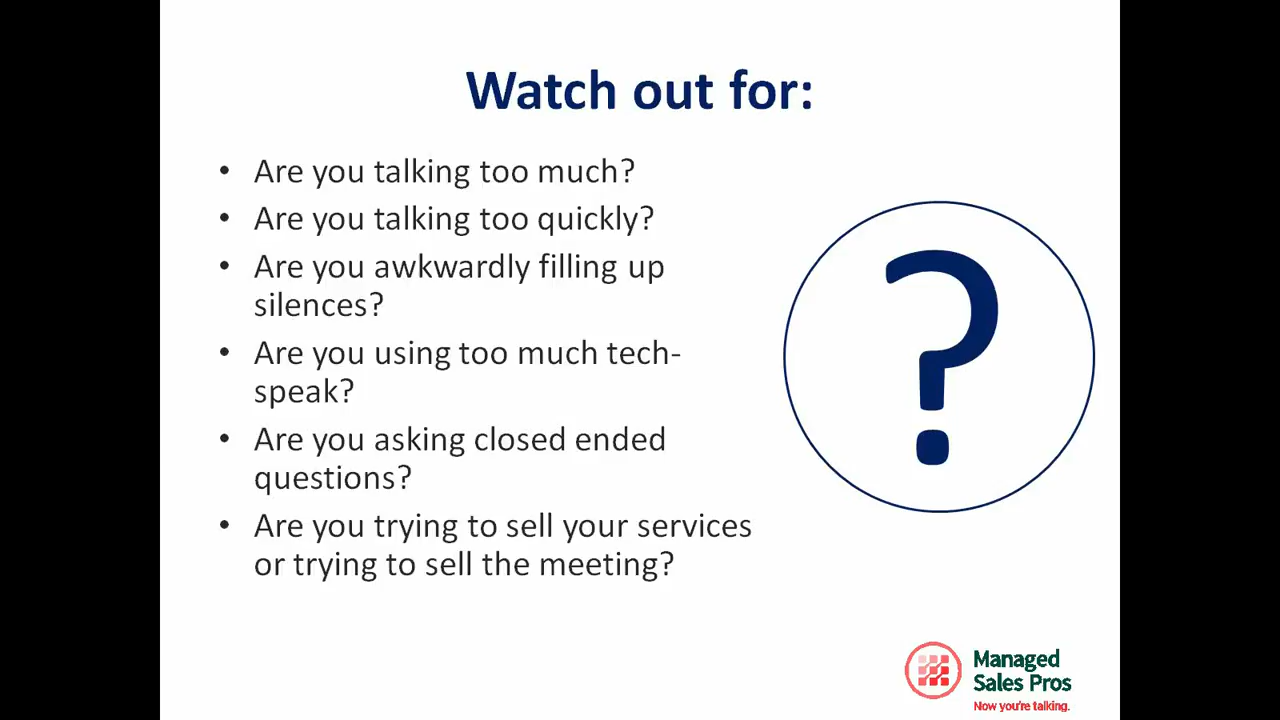 Watch out for:
• Are you talking too much?
• Are you talking too quickly?
• Are you awkwardly filling up
silences?
• Are you using too much tech-
speak?
• Are you asking closed ended
questions?
• Are you trying to sell your services
or trying to sell the meeting?
?
Managed
Sales Pros
Now you're talking.